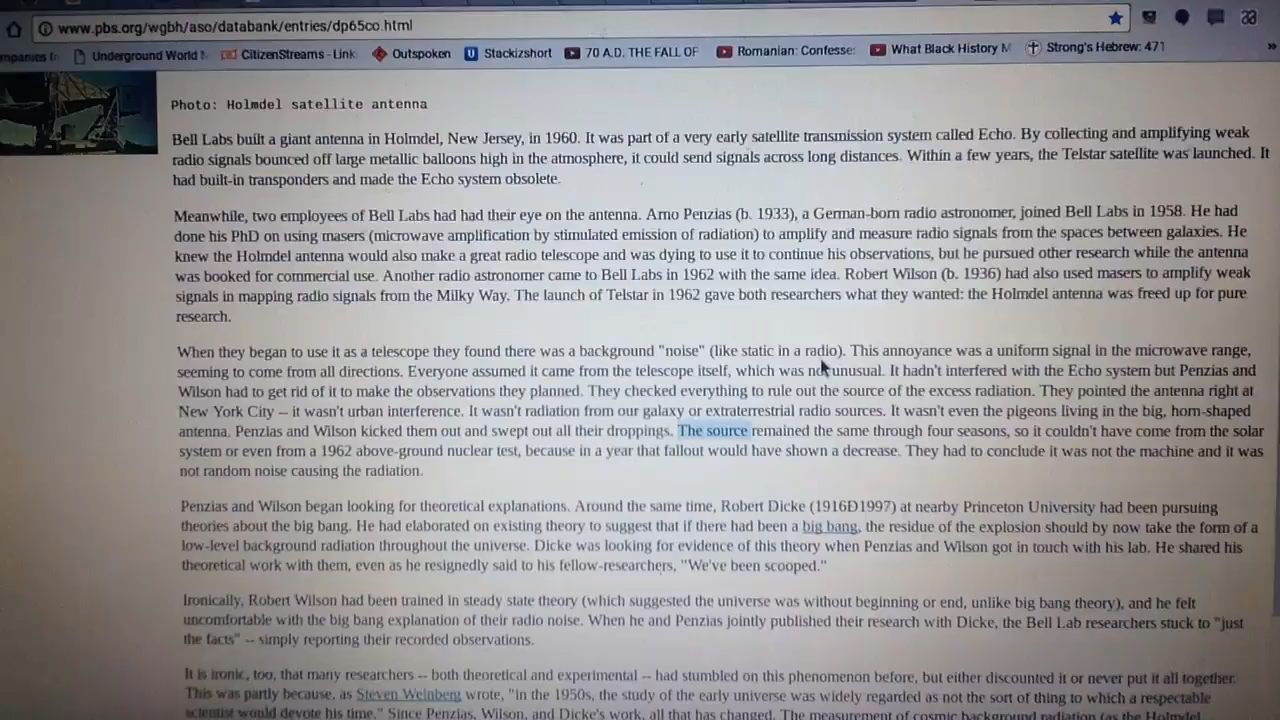 www.pbs.org/wgbh/aso/databank/entries/dp65co.html
Underground World CitizenStreams - Link Outspoken Stackizshort 70 A.D. THE FALL OF Romanian: Confesse: What Black History M Strong's Hebrew: 471 »
Photo: Holmdel satellite antenna
Bell Labs built a giant antenna in Holmdel, New Jersey, in 1960. It was part of a very early satellite transmission system called Echo. By collecting and amplifying weak
radio signals bounced off large metallic balloons high in the atmosphere, it could send signals across long distances. Within a few years, the Telstar satellite was launched. It
had built-in transponders and made the Echo system obsolete.
Meanwhile, two employees of Bell Labs had had their eye on the antenna. Arno Penzias (b. 1933), a German-born radio astronomer, joined Bell Labs in 1958. He had
done his PhD on using masers (microwave amplification by stimulated emission of radiation) to amplify and measure radio signals from the spaces between galaxies. He
knew the Holmdel antenna would also make a great radio telescope and was dying to use it to continue his observations, but he pursued other research while the antenna
was booked for commercial use. Another radio astronomer came to Bell Labs in 1962 with the same idea. Robert Wilson (b. 1936) had also used masers to amplify weak
signals in mapping radio signals from the Milky Way. The launch of Telstar in 1962 gave both researchers what they wanted: the Holmdel antenna was freed up for pure
research.
When they began to use it as a telescope they found there was a background "noise" (like static in a radio). This annoyance was a uniform signal in the microwave range,
seeming to come from all directions. Everyone assumed it came from the telescope itself, which was not unusual. It hadn't interfered with the Echo system but Penzias and
Wilson had to get rid of it to make the observations they planned. They checked everything to rule out the source of the excess radiation. They pointed the antenna right at
New York City -- it wasn't urban interference. It wasn't radiation from our galaxy or extraterrestrial radio sources. It wasn't even the pigeons living in the big, horn-shaped
antenna. Penzias and Wilson kicked them out and swept out all their droppings. The source remained the same through four seasons, so it couldn't have come from the solar
system or even from a 1962 above-ground nuclear test, because in a year that fallout would have shown a decrease. They had to conclude it was not the machine and it was
not random noise causing the radiation.
Penzias and Wilson began looking for theoretical explanations. Around the same time, Robert Dicke (1916Ð1997) at nearby Princeton University had been pursuing
theories about the big bang. He had elaborated on existing theory to suggest that if there had been a big bang, the residue of the explosion should by now take the form of a
low-level background radiation throughout the universe. Dicke was looking for evidence of this theory when Penzias and Wilson got in touch with his lab. He shared his
theoretical work with them, even as he resignedly said to his fellow-researchers, "We've been scooped."
Ironically, Robert Wilson had been trained in steady state theory (which suggested the universe was without beginning or end, unlike big bang theory), and he felt
uncomfortable with the big bang explanation of their radio noise. When he and Penzias jointly published their research with Dicke, the Bell Lab researchers stuck to "just
the facts" -- simply reporting their recorded observations.
It is ironic, too, that many researchers -- both theoretical and experimental -- had stumbled on this phenomenon before, but either discounted it or never put it all together.
This was partly because, as Steven Weinberg wrote, "in the 1950s, the study of the early universe was widely regarded as not the sort of thing to which a respectable
scientist would devote his time." Since Penzias, Wilson, and Dicke's work, all that has changed. The measurement of cosmic background radiation (as the Holmdel